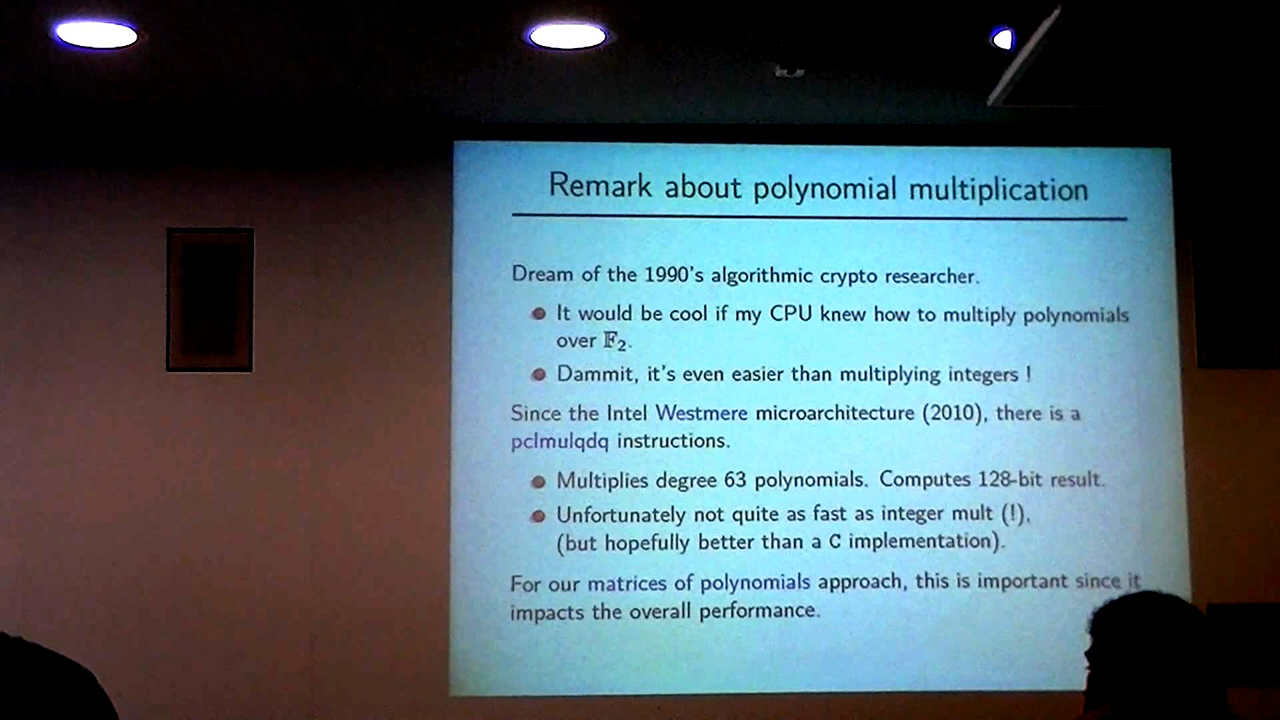 Remark about polynomial multiplication
Dream of the 1990's algorithmic crypto researcher.
It would be cool if my CPU knew how to multiply polynomials
over 𝔽₂.
Dammit, it's even easier than multiplying integers !
Since the Intel Westmere microarchitecture (2010), there is a
pclmulqdq instructions.
Multiplies degree 63 polynomials. Computes 128-bit result.
Unfortunately not quite as fast as integer mult (!),
(but hopefully better than a C implementation).
For our matrices of polynomials approach, this is important since it
impacts the overall performance.